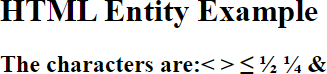 HTML Entity Example
The characters are:< > ≤ ½ ¼ &